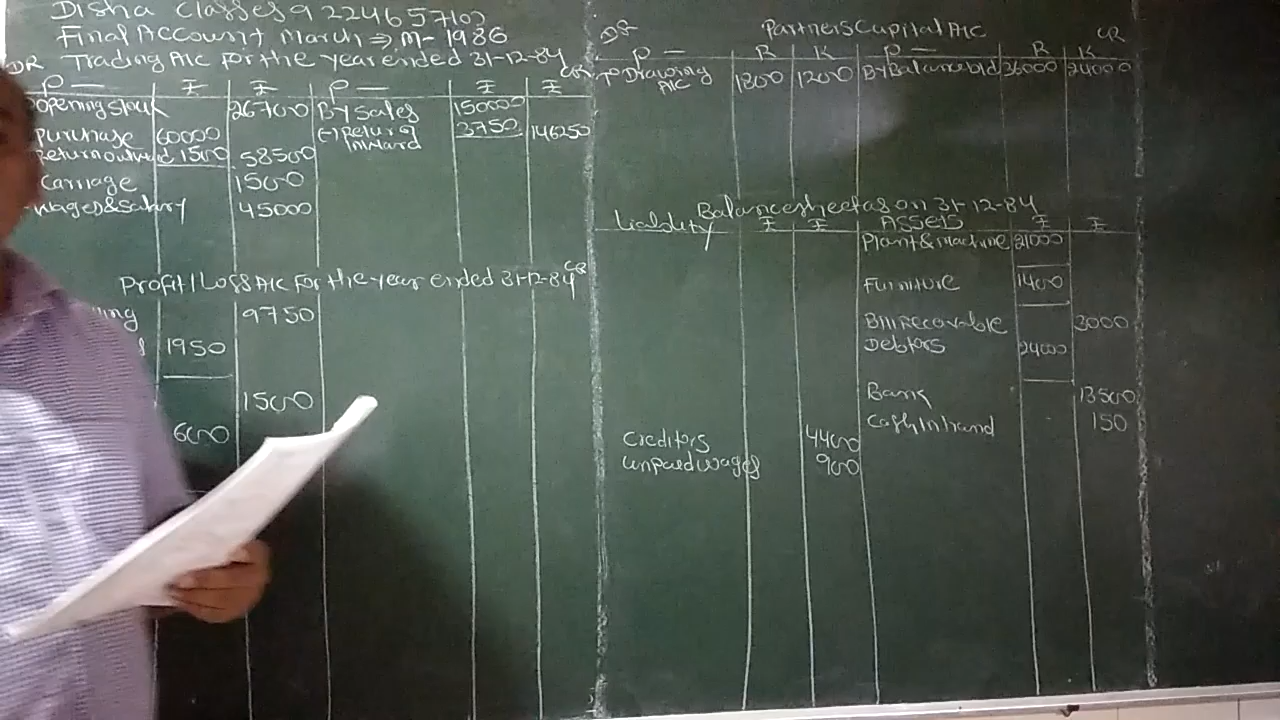 Disha Classes 9224657102
Final Account March ⇒ M-1986
DR Trading A/c For the year ended 31-12-84 CR
P — ₹ ₹ P — ₹ ₹
Opening Stock 26700 By Sales 150000
Purchase 60000 (-) Return Inward 3750 146250
Return outward 1500 58500
Carriage 1500
Wages & Salary 45000
Profit/Loss A/c For the year ended 31-12-84 CR
9750
1950
1500
600
DR Partners Capital A/c CR
P — R K P — R K
To Drawing A/c 1800 1200 By Balance b/d 36000 24000
Balance sheet as on 31-12-84
Liability ₹ ₹ Assets ₹ ₹
Plant & machine 21000
Furniture 1400
Bill Recevable 3000
Debtors 24000
Bank 13500
Cash In hand 150
Creditors 4400
unpaid wages 900